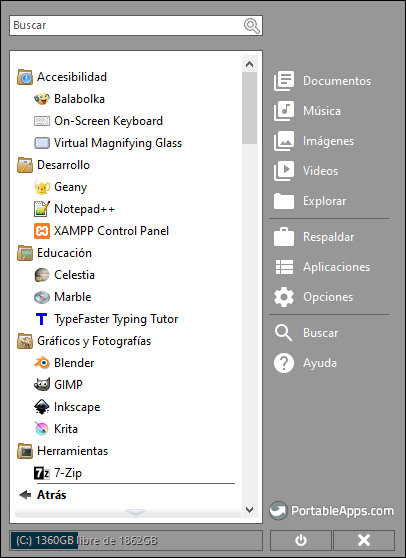 Buscar
Accesibilidad
Balabolka
On-Screen Keyboard
Virtual Magnifying Glass
Desarrollo
Geany
Notepad++
XAMPP Control Panel
Educación
Celestia
Marble
T TypeFaster Typing Tutor
Gráficos y Fotografías
Blender
GIMP
Inkscape
Krita
Herramientas
7z 7-Zip
Atrás
(C:) 1360GB libre de 1862GB
Documentos
Música
Imágenes
Videos
Explorar
Respaldar
Aplicaciones
Opciones
Buscar
? Ayuda
PortableApps.com